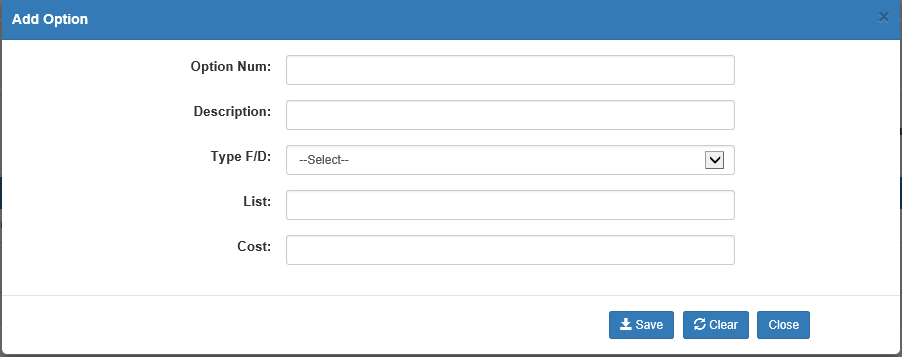 Add Option ×
Option Num:
Description:
Type F/D: --Select--
List:
Cost:
Save Clear Close